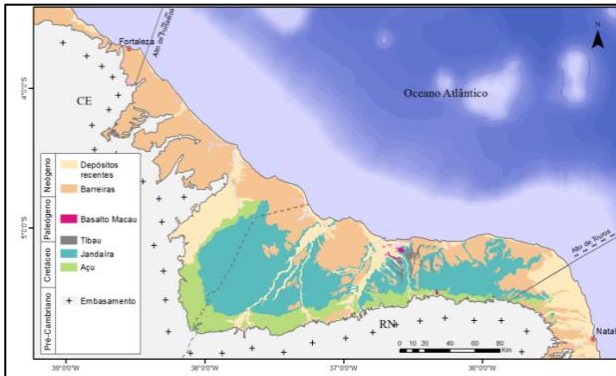 Fortaleza
Alto de Fortaleza
N
4°0'0"S
CE
Oceano Atlântico
Neógeno
Depósitos
recentes
Barreiras
Paleógeno
Basalto Macau
5°0'0"S
Cretáceo
Tibau
Jandaíra
Açu
Alto de Touros
Pré-Cambriano
Embasamento
RN
Natal
0 10 20 40 60 80
Km
39°0'0"O
38°0'0"O
37°0'0"O
36°0'0"O